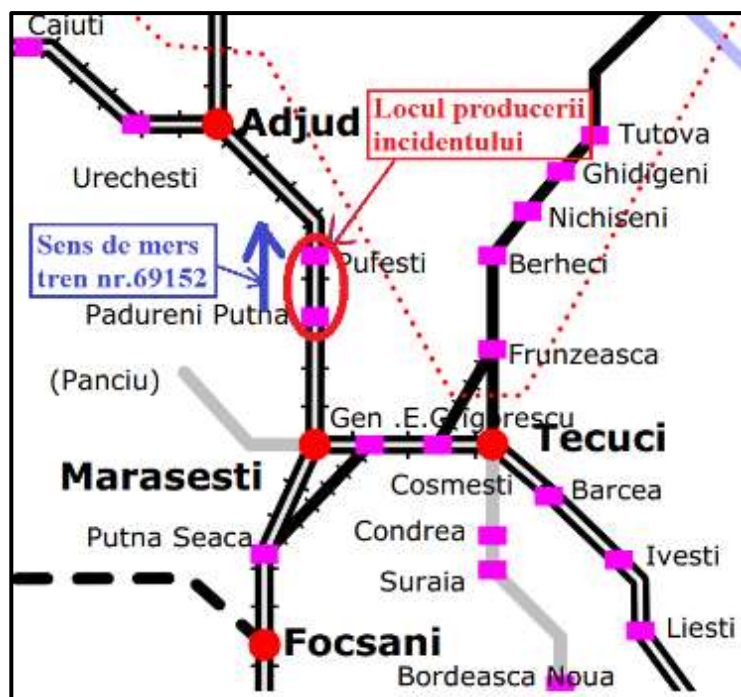 Caiuti
Adjud
Locul producerii
incidentului
Tutova
Urechesti
Ghidigeni
Nichiseni
Sens de mers
tren nr.69152
Pufesti
Berheci
Padureni Putna
Frunzeasca
(Panciu)
Gen .E.Grigorescu
Marasesti
Tecuci
Cosmesti
Barcea
Putna Seaca
Condrea
Ivesti
Suraia
Liesti
Focsani
Bordeasca Noua